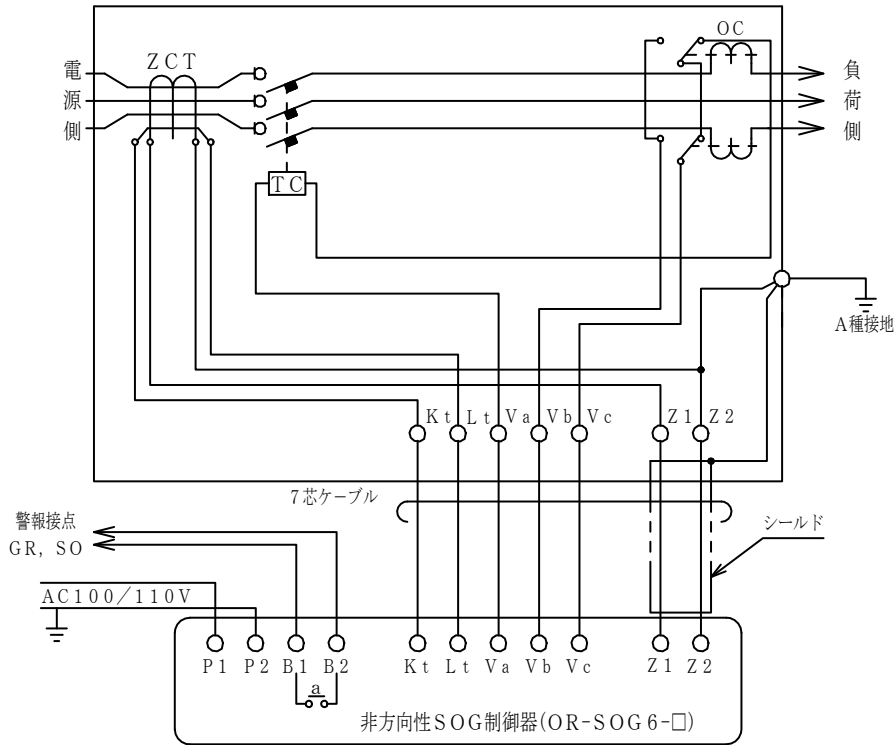 ZCT
OC
電
源
側
負
荷
側
TC
A種接地
Kt Lt Va Vb Vc Z1 Z2
7芯ケーブル
警報接点
GR, SO
シールド
AC100/110V
P1 P2 B1 B2 Kt Lt Va Vb Vc Z1 Z2
a
非方向性SOG制御器(OR-SOG6-□)